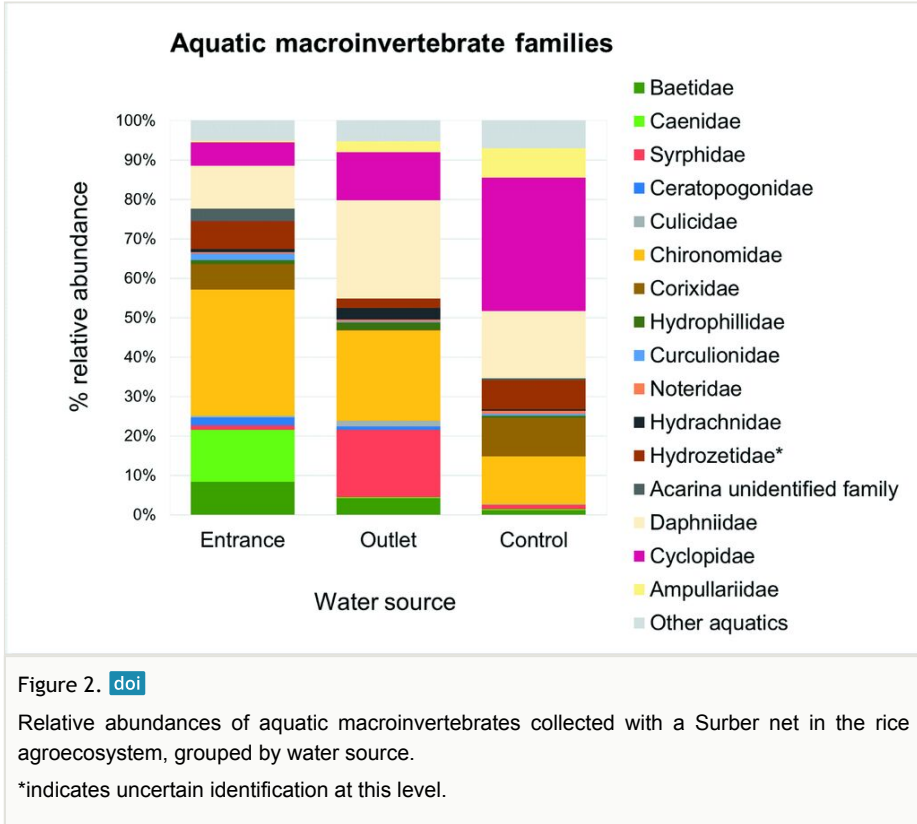 Aquatic macroinvertebrate families
% relative abundance
100%
90%
80%
70%
60%
50%
40%
30%
20%
10%
0%
Entrance
Outlet
Control
Water source
Baetidae
Caenidae
Syrphidae
Ceratopogonidae
Culicidae
Chironomidae
Corixidae
Hydrophillidae
Curculionidae
Noteridae
Hydrachnidae
Hydrozetidae*
Acarina unidentified family
Daphniidae
Cyclopidae
Ampullariidae
Other aquatics
Figure 2. doi
Relative abundances of aquatic macroinvertebrates collected with a Surber net in the rice
agroecosystem, grouped by water source.
*indicates uncertain identification at this level.